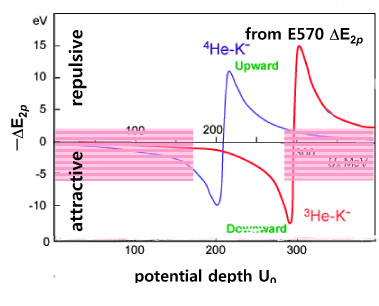 eV
from E570 ΔE2p
15
repulsive
4He-K−
Upward
10
5
−ΔE2p
100
200
0
300
U0 MeV
-5
attractive
-10
3He-K−
Downward
0
100
200
300
potential depth U0